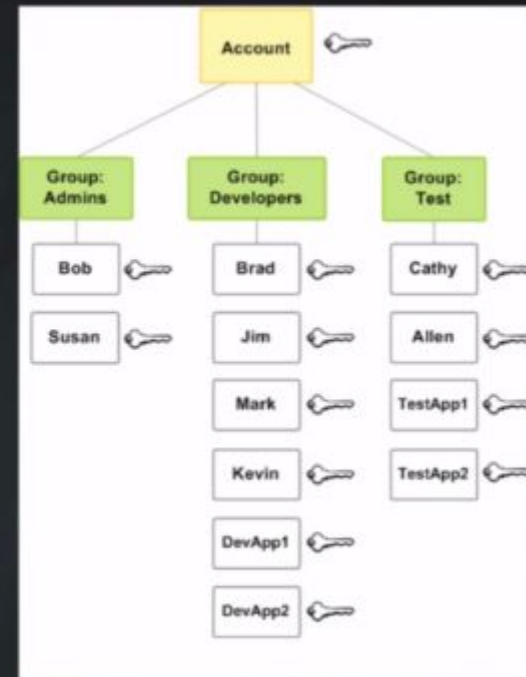 Account
Group:
Admins
Group:
Developers
Group:
Test
Bob
Brad
Cathy
Susan
Jim
Allen
Mark
TestApp1
Kevin
TestApp2
DevApp1
DevApp2